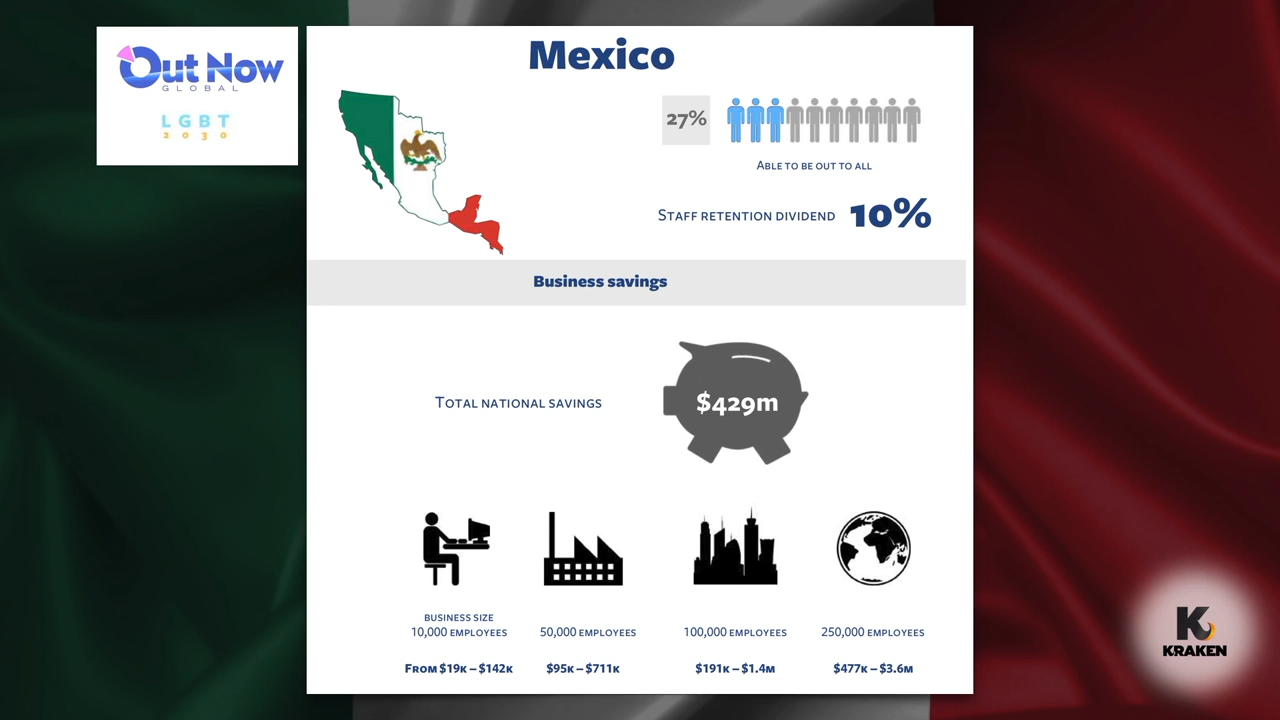 Mexico
Out Now
GLOBAL
LGBT
2030
27%
ABLE TO BE OUT TO ALL
STAFF RETENTION DIVIDEND 10%
Business savings
TOTAL NATIONAL SAVINGS $429m
BUSINESS SIZE
10,000 EMPLOYEES 50,000 EMPLOYEES 100,000 EMPLOYEES 250,000 EMPLOYEES
FROM $19K – $142K $95K – $711K $191K – $1.4M $477K – $3.6M
K
KRAKEN